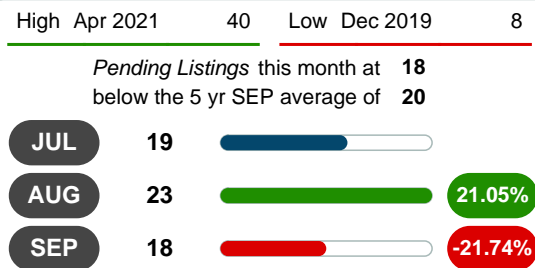 High Apr 2021 40 Low Dec 2019 8
Pending Listings this month at 18
below the 5 yr SEP average of 20
JUL 19
AUG 23 21.05%
SEP 18 -21.74%